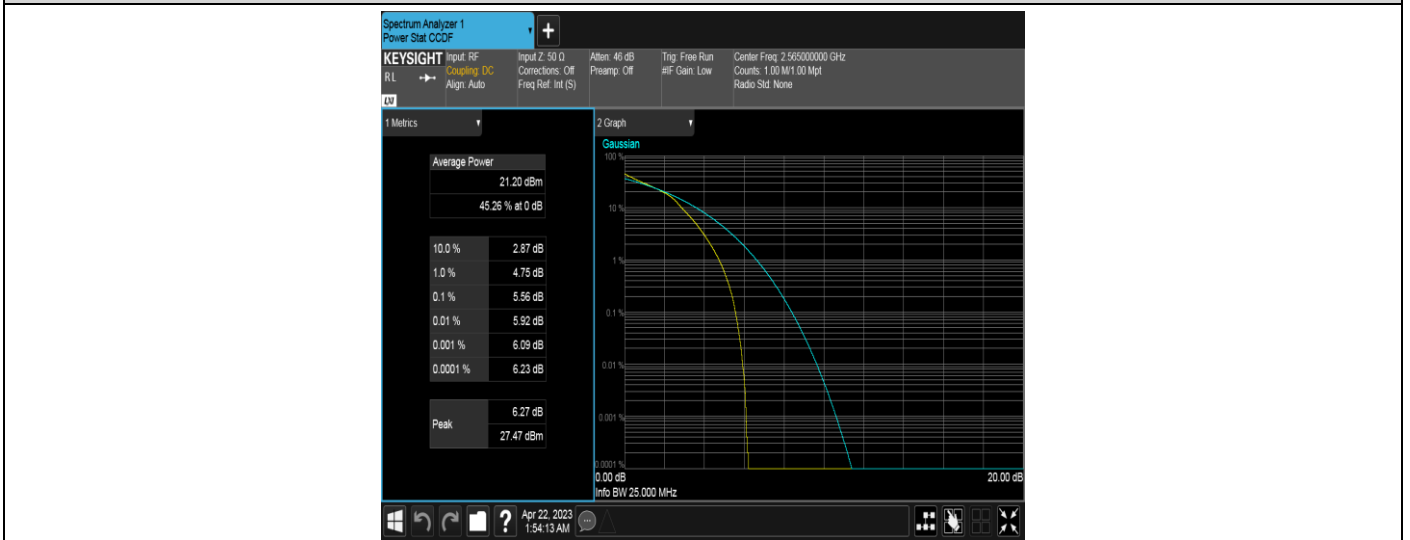 Spectrum Analyzer 1
Power Stat CCDF
+
KEYSIGHT
RL
LXI
Input: RF
Coupling: DC
Align: Auto
Input Z: 50 Ω
Corrections: Off
Freq Ref: Int (S)
Atten: 46 dB
Preamp: Off
Trig: Free Run
#IF Gain: Low
Center Freq: 2.565000000 GHz
Counts: 1.00 M/1.00 Mpt
Radio Std: None
1 Metrics
Average Power
21.20 dBm
45.26 % at 0 dB
10.0 % 2.87 dB
1.0 % 4.75 dB
0.1 % 5.56 dB
0.01 % 5.92 dB
0.001 % 6.09 dB
0.0001 % 6.23 dB
Peak
6.27 dB
27.47 dBm
2 Graph
Gaussian
100 %
10 %
1 %
0.1 %
0.01 %
0.001 %
0.0001 %
0.00 dB 20.00 dB
Info BW 25.000 MHz
?
Apr 22, 2023
1:54:13 AM